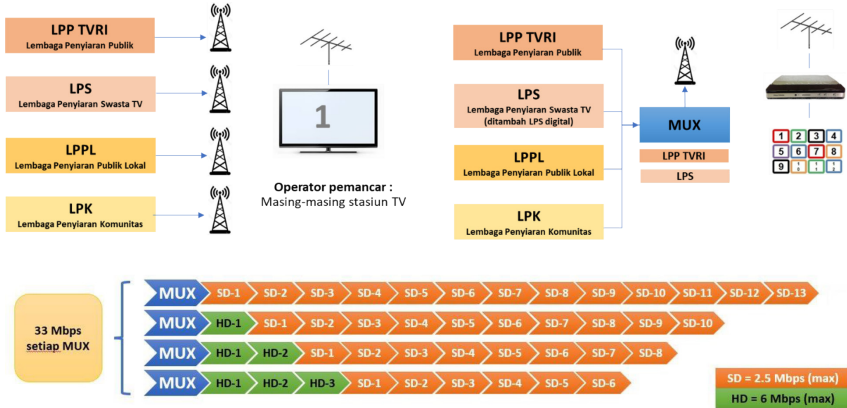 LPP TVRI
Lembaga Penyiaran Publik
LPS
Lembaga Penyiaran Swasta TV
LPPL
Lembaga Penyiaran Publik Lokal
LPK
Lembaga Penyiaran Komunitas
1
Operator pemancar :
Masing-masing stasiun TV
LPP TVRI
Lembaga Penyiaran Publik
LPS
Lembaga Penyiaran Swasta TV
(ditambah LPS digital)
LPPL
Lembaga Penyiaran Publik Lokal
LPK
Lembaga Penyiaran Komunitas
MUX
LPP TVRI
LPS
1 2 3 4
5 6 7 8
9
33 Mbps
setiap MUX
MUX SD-1 SD-2 SD-3 SD-4 SD-5 SD-6 SD-7 SD-8 SD-9 SD-10 SD-11 SD-12 SD-13
MUX HD-1 SD-1 SD-2 SD-3 SD-4 SD-5 SD-6 SD-7 SD-8 SD-9 SD-10
MUX HD-1 HD-2 SD-1 SD-2 SD-3 SD-4 SD-5 SD-6 SD-7 SD-8
MUX HD-1 HD-2 HD-3 SD-1 SD-2 SD-3 SD-4 SD-5 SD-6
SD = 2.5 Mbps (max)
HD = 6 Mbps (max)